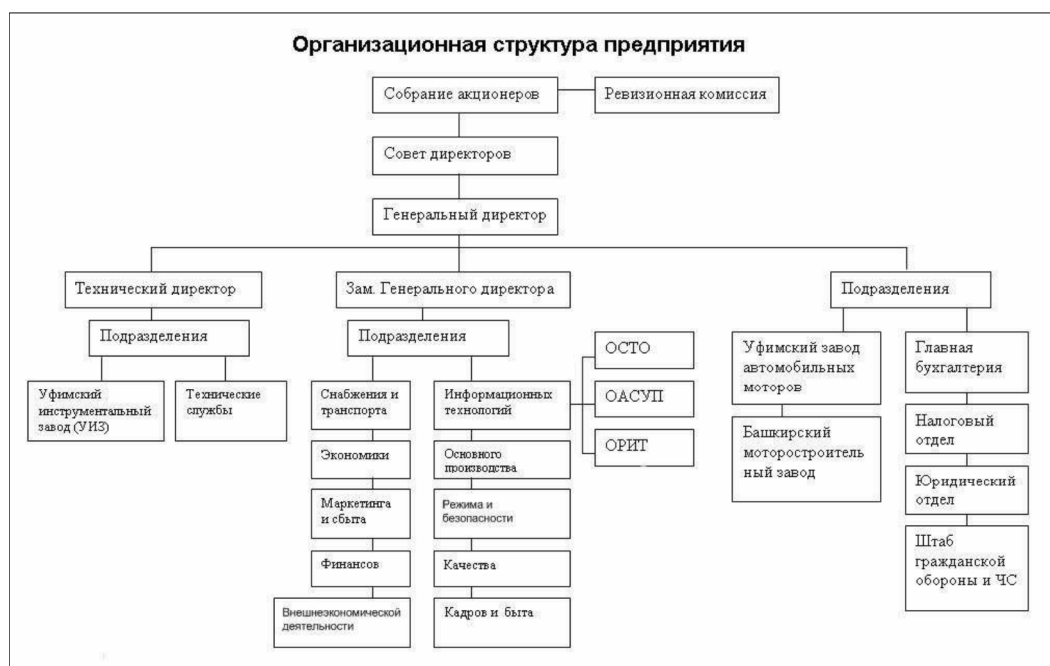 Организационная структура предприятия
Собрание акционеров
Ревизионная комиссия
Совет директоров
Генеральный директор
Технический директор
Зам. Генерального директора
Подразделения
Подразделения
Подразделения
Уфимский
инструментальный
завод (УИЗ)
Технические
службы
Снабжения и
транспорта
Экономики
Маркетинга
и сбыта
Финансов
Внешнеэкономической
деятельности
Информационных
технологий
Основного
производства
Режима и
безопасности
Качества
Кадров и быта
ОСТО
ОАСУП
ОРИТ
Уфимский завод
автомобильных
моторов
Башкирский
моторостроитель
ный завод
Главная
бухгалтерия
Налоговый
отдел
Юридический
отдел
Штаб
гражданской
обороны и ЧС